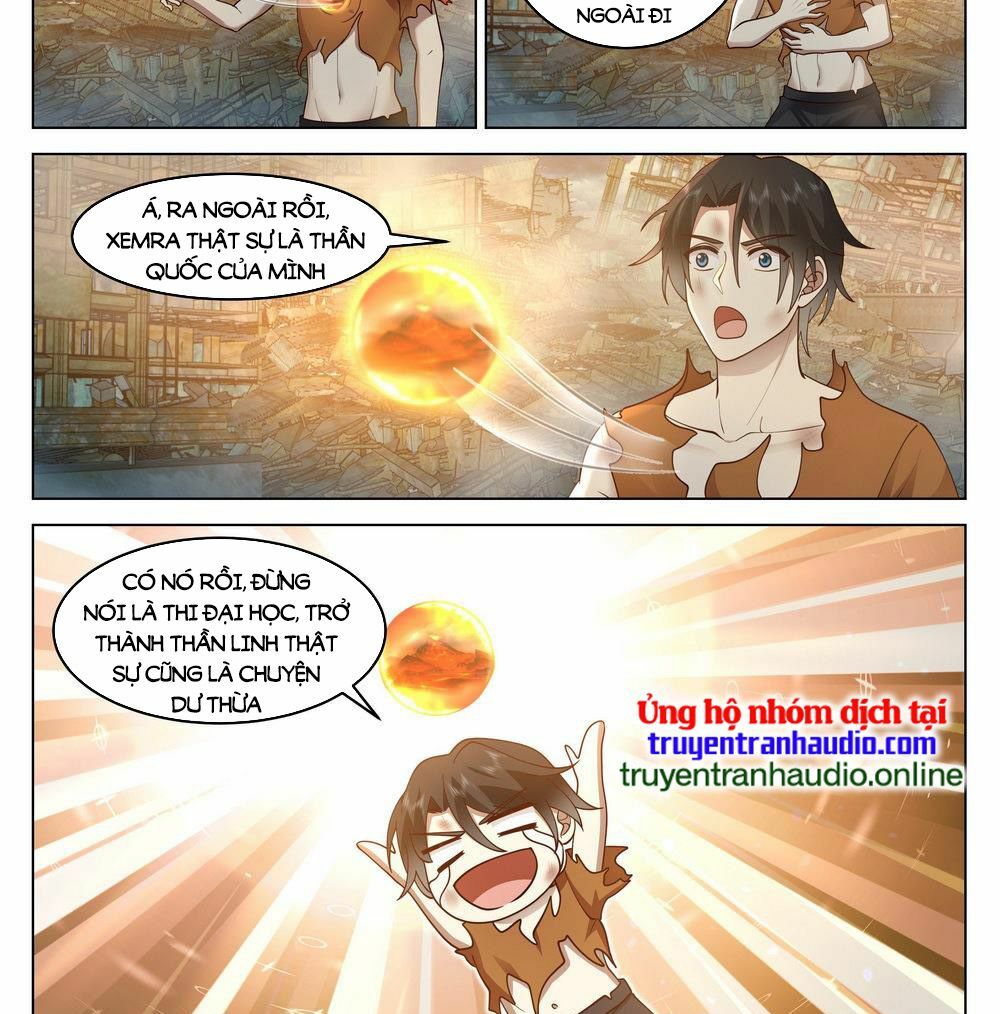 NGOÀI ĐI
Á, RA NGOÀI RỒI,
XEMRA THẬT SỰ LÀ THẦN
QUỐC CỦA MÌNH
CÓ NÓ RỒI, ĐỪNG
NÓI LÀ THI ĐẠI HỌC, TRỞ
THÀNH THẦN LINH THẬT
SỰ CŨNG LÀ CHUYỆN
DƯ THỪA
Ủng hộ nhóm dịch tại
truyentranhaudio.com
truyentranhaudio.online